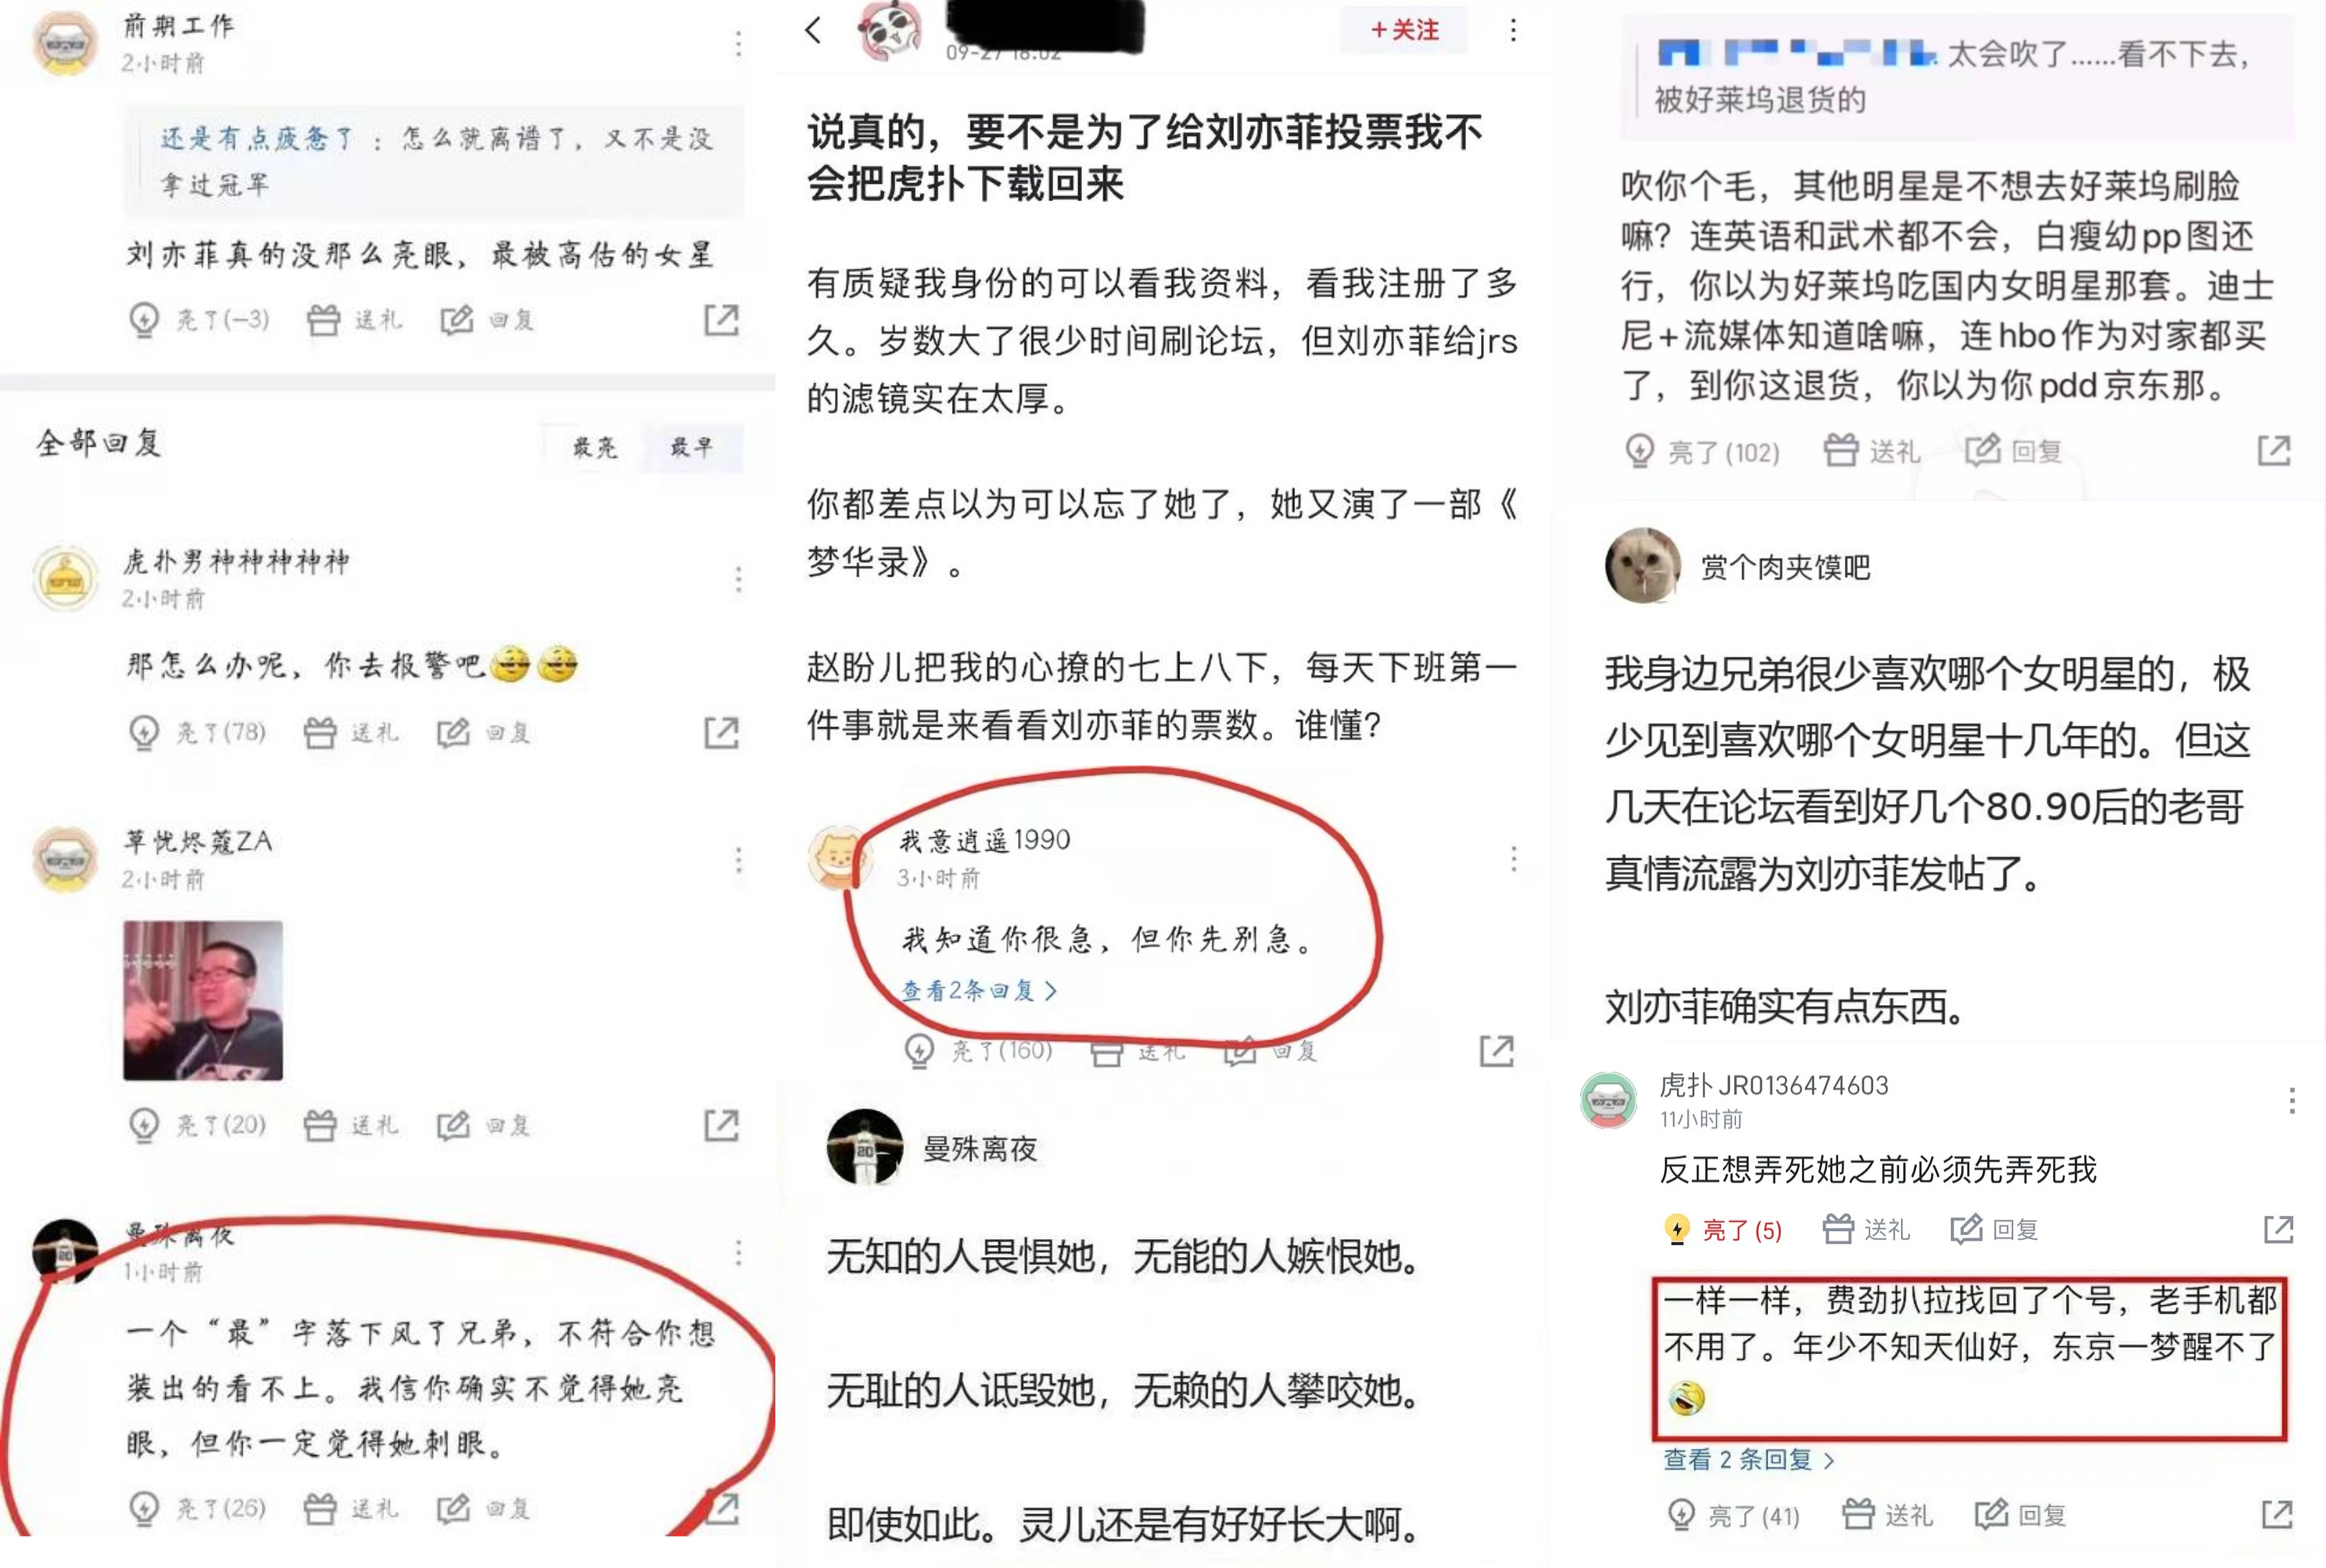 前期工作
2小时前
还是有点疲惫了 : 怎么就离谱了，又不是没
拿过冠军
刘亦菲真的没那么亮眼，最被高估的女星
亮了(-3) 送礼 回复
全部回复
最亮 最早
虎扑男神神神神神
2小时前
那怎么办呢，你去报警吧
亮了(78) 送礼 回复
草忧烬蔻ZA
2小时前
亮了(20) 送礼 回复
曼殊离夜
1小时前
一个“最”字落下风了兄弟，不符合你想
装出的看不上。我信你确实不觉得她亮
眼，但你一定觉得她刺眼。
亮了(26) 送礼 回复
+关注
09-27 18:02
说真的，要不是为了给刘亦菲投票我不
会把虎扑下载回来
有质疑我身份的可以看我资料，看我注册了多
久。岁数大了很少时间刷论坛，但刘亦菲给jrs
的滤镜实在太厚。
你都差点以为可以忘了她了，她又演了一部《
梦华录》。
赵盼儿把我的心撩的七上八下，每天下班第一
件事就是来看看刘亦菲的票数。谁懂？
我意逍遥1990
3小时前
我知道你很急，但你先别急。
查看2条回复
亮了(160) 送礼 回复
曼殊离夜
无知的人畏惧她，无能的人嫉恨她。
无耻的人诋毁她，无赖的人攀咬她。
即使如此。灵儿还是有好好长大啊。
太会吹了......看不下去，
被好莱坞退货的
吹你个毛，其他明星是不想去好莱坞刷脸
嘛？连英语和武术都不会，白瘦幼pp图还
行，你以为好莱坞吃国内女明星那套。迪士
尼+流媒体知道啥嘛，连hbo作为对家都买
了，到你这退货，你以为你pdd京东那。
亮了(102) 送礼 回复
赏个肉夹馍吧
我身边兄弟很少喜欢哪个女明星的，极
少见到喜欢哪个女明星十几年的。但这
几天在论坛看到好几个80.90后的老哥
真情流露为刘亦菲发帖了。
刘亦菲确实有点东西。
虎扑JR0136474603
11小时前
反正想弄死她之前必须先弄死我
亮了(5) 送礼 回复
一样一样，费劲扒拉找回了个号，老手机都
不用了。年少不知天仙好，东京一梦醒不了
查看 2 条回复
亮了(41) 送礼 回复